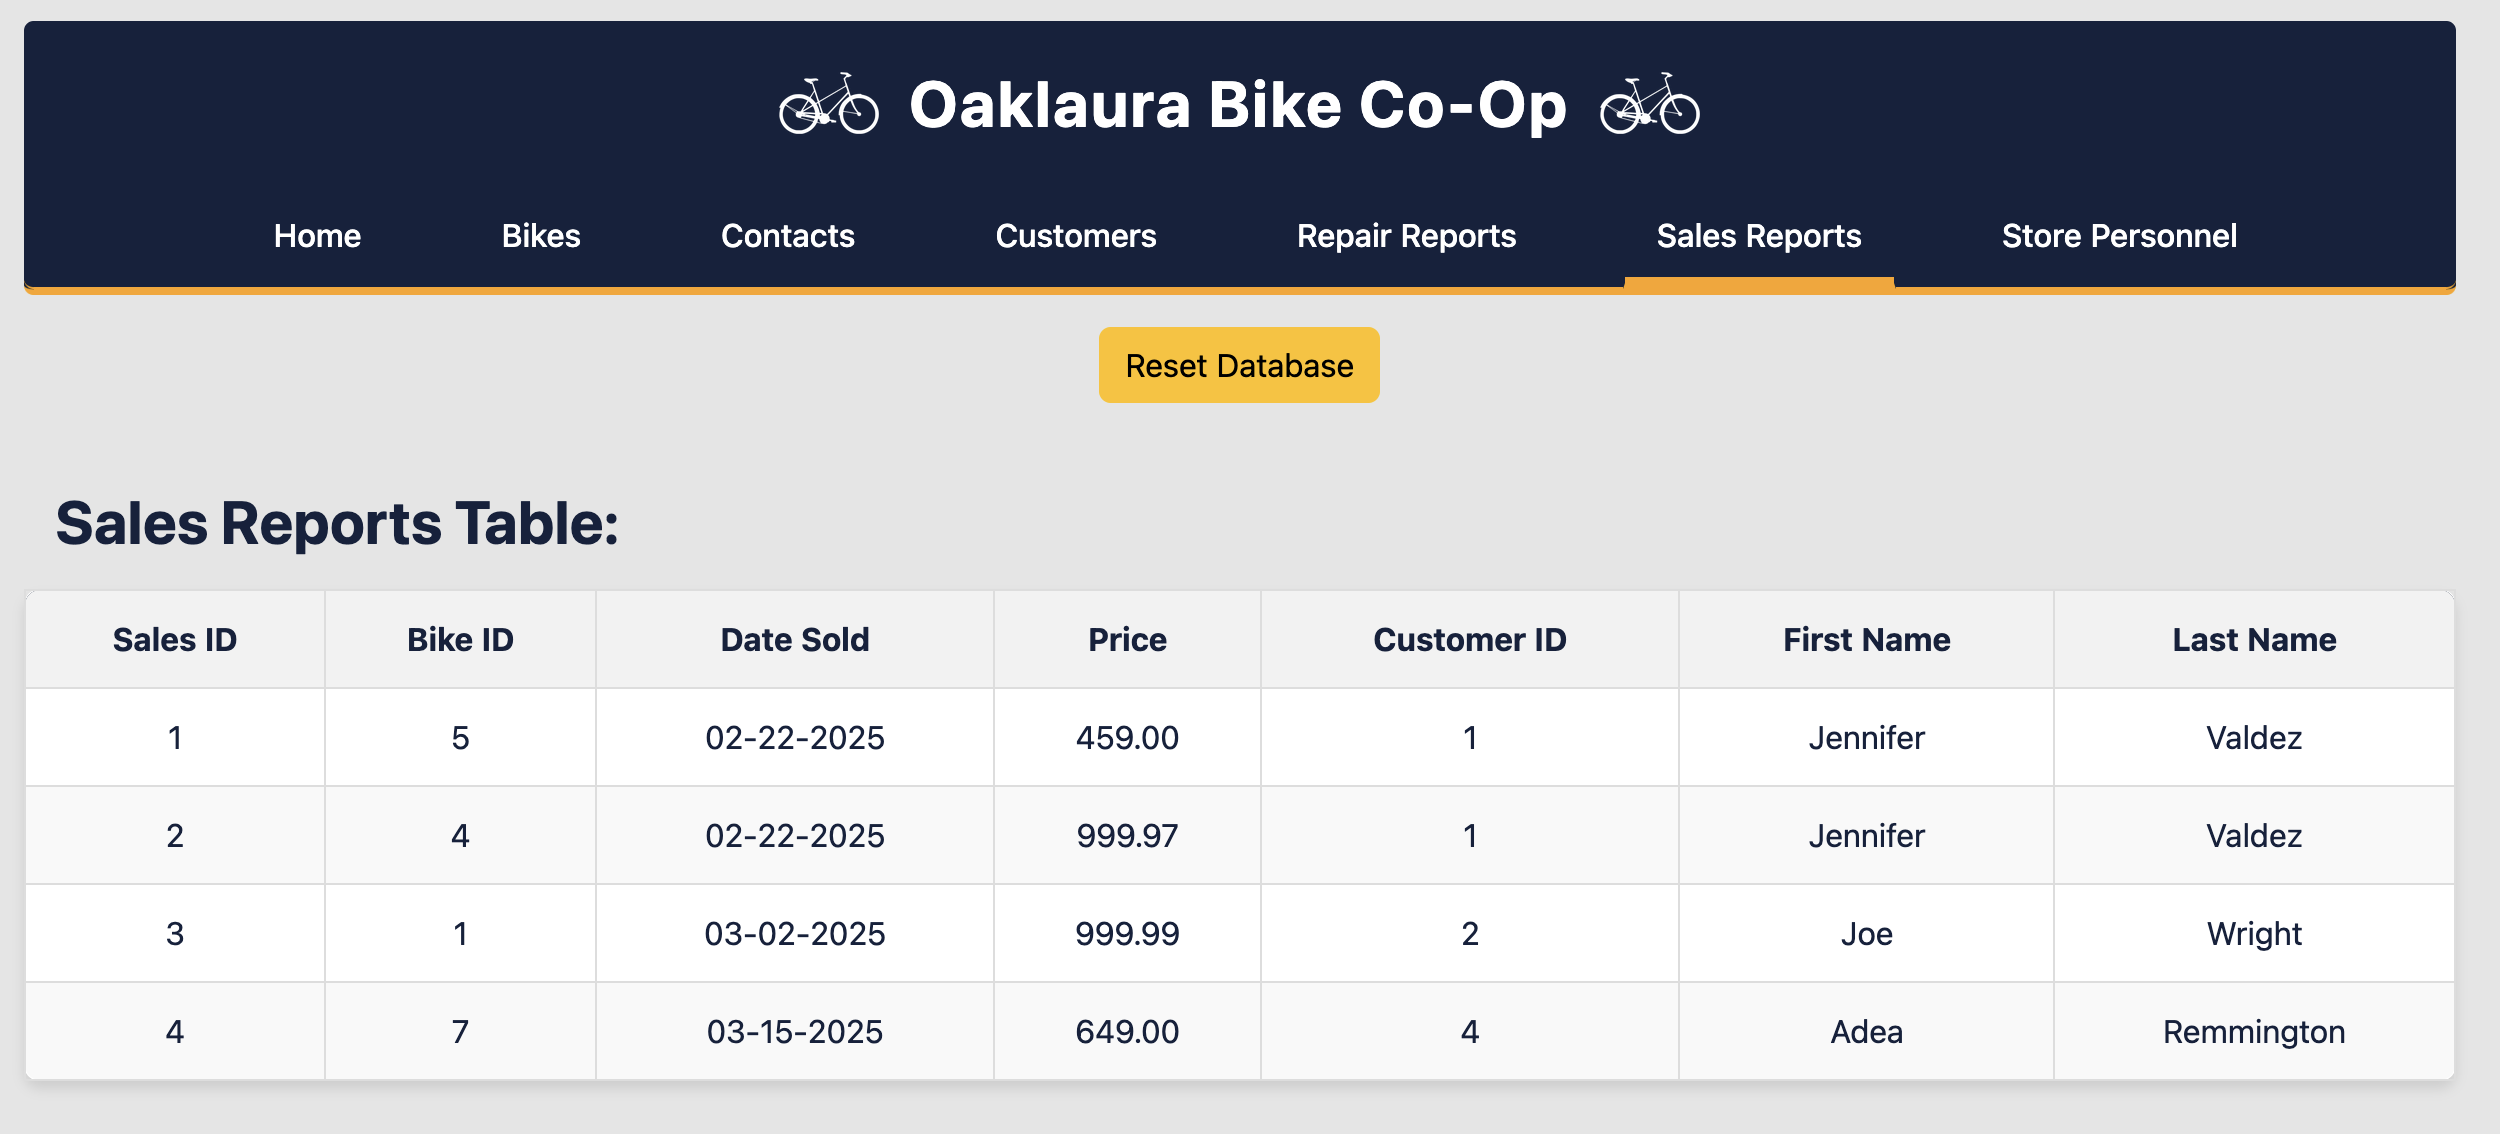 Oaklaura Bike Co-Op
Home Bikes Contacts Customers Repair Reports Sales Reports Store Personnel
Reset Database
Sales Reports Table:
Sales ID Bike ID Date Sold Price Customer ID First Name Last Name
1 5 02-22-2025 459.00 1 Jennifer Valdez
2 4 02-22-2025 999.97 1 Jennifer Valdez
3 1 03-02-2025 999.99 2 Joe Wright
4 7 03-15-2025 649.00 4 Adea Remmington